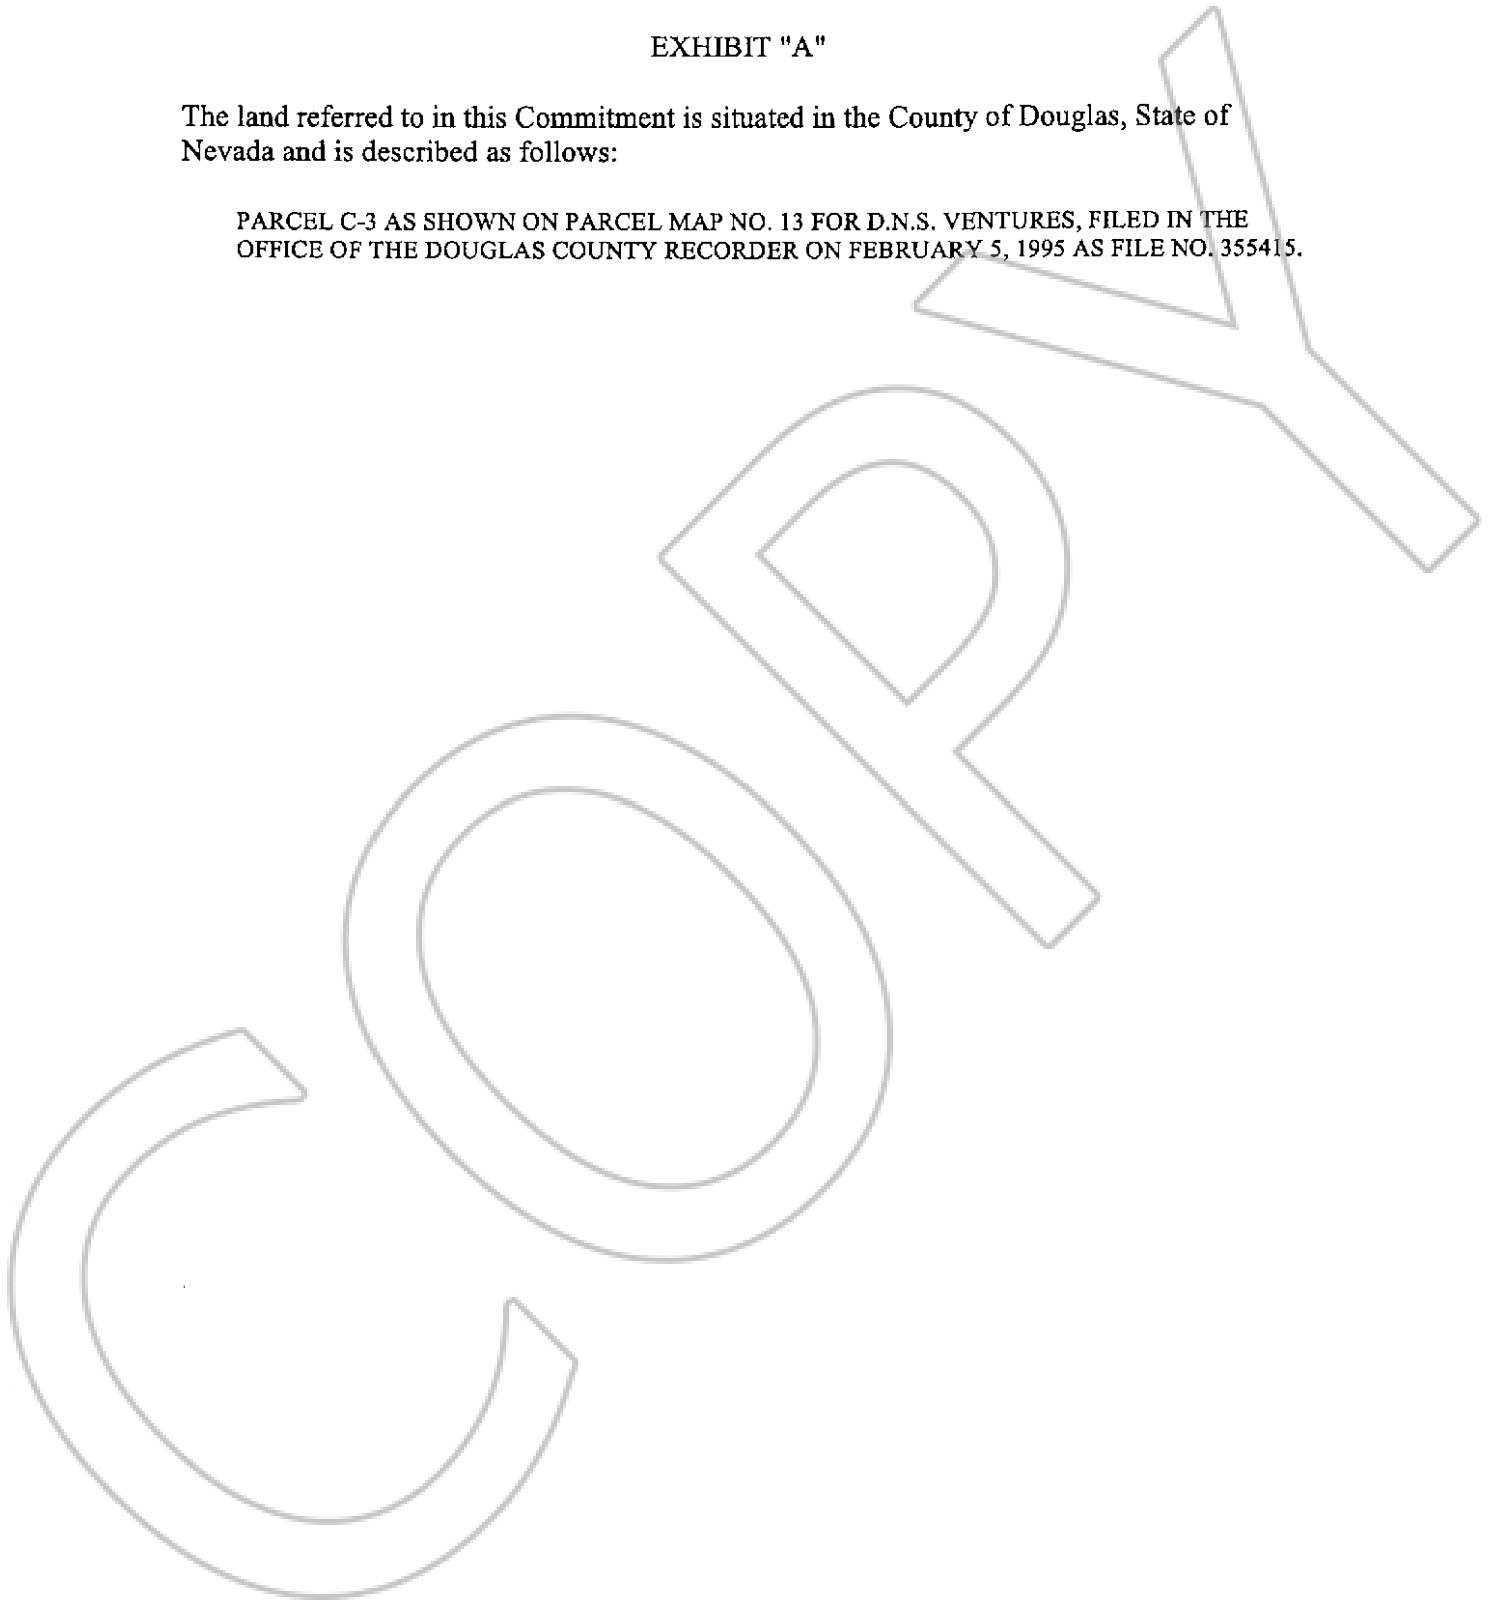 EXHIBIT "A"
The land referred to in this Commitment is situated in the County of Douglas, State of
Nevada and is described as follows:
PARCEL C-3 AS SHOWN ON PARCEL MAP NO. 13 FOR D.N.S. VENTURES, FILED IN THE
OFFICE OF THE DOUGLAS COUNTY RECORDER ON FEBRUARY 5, 1995 AS FILE NO. 355415.
COPY